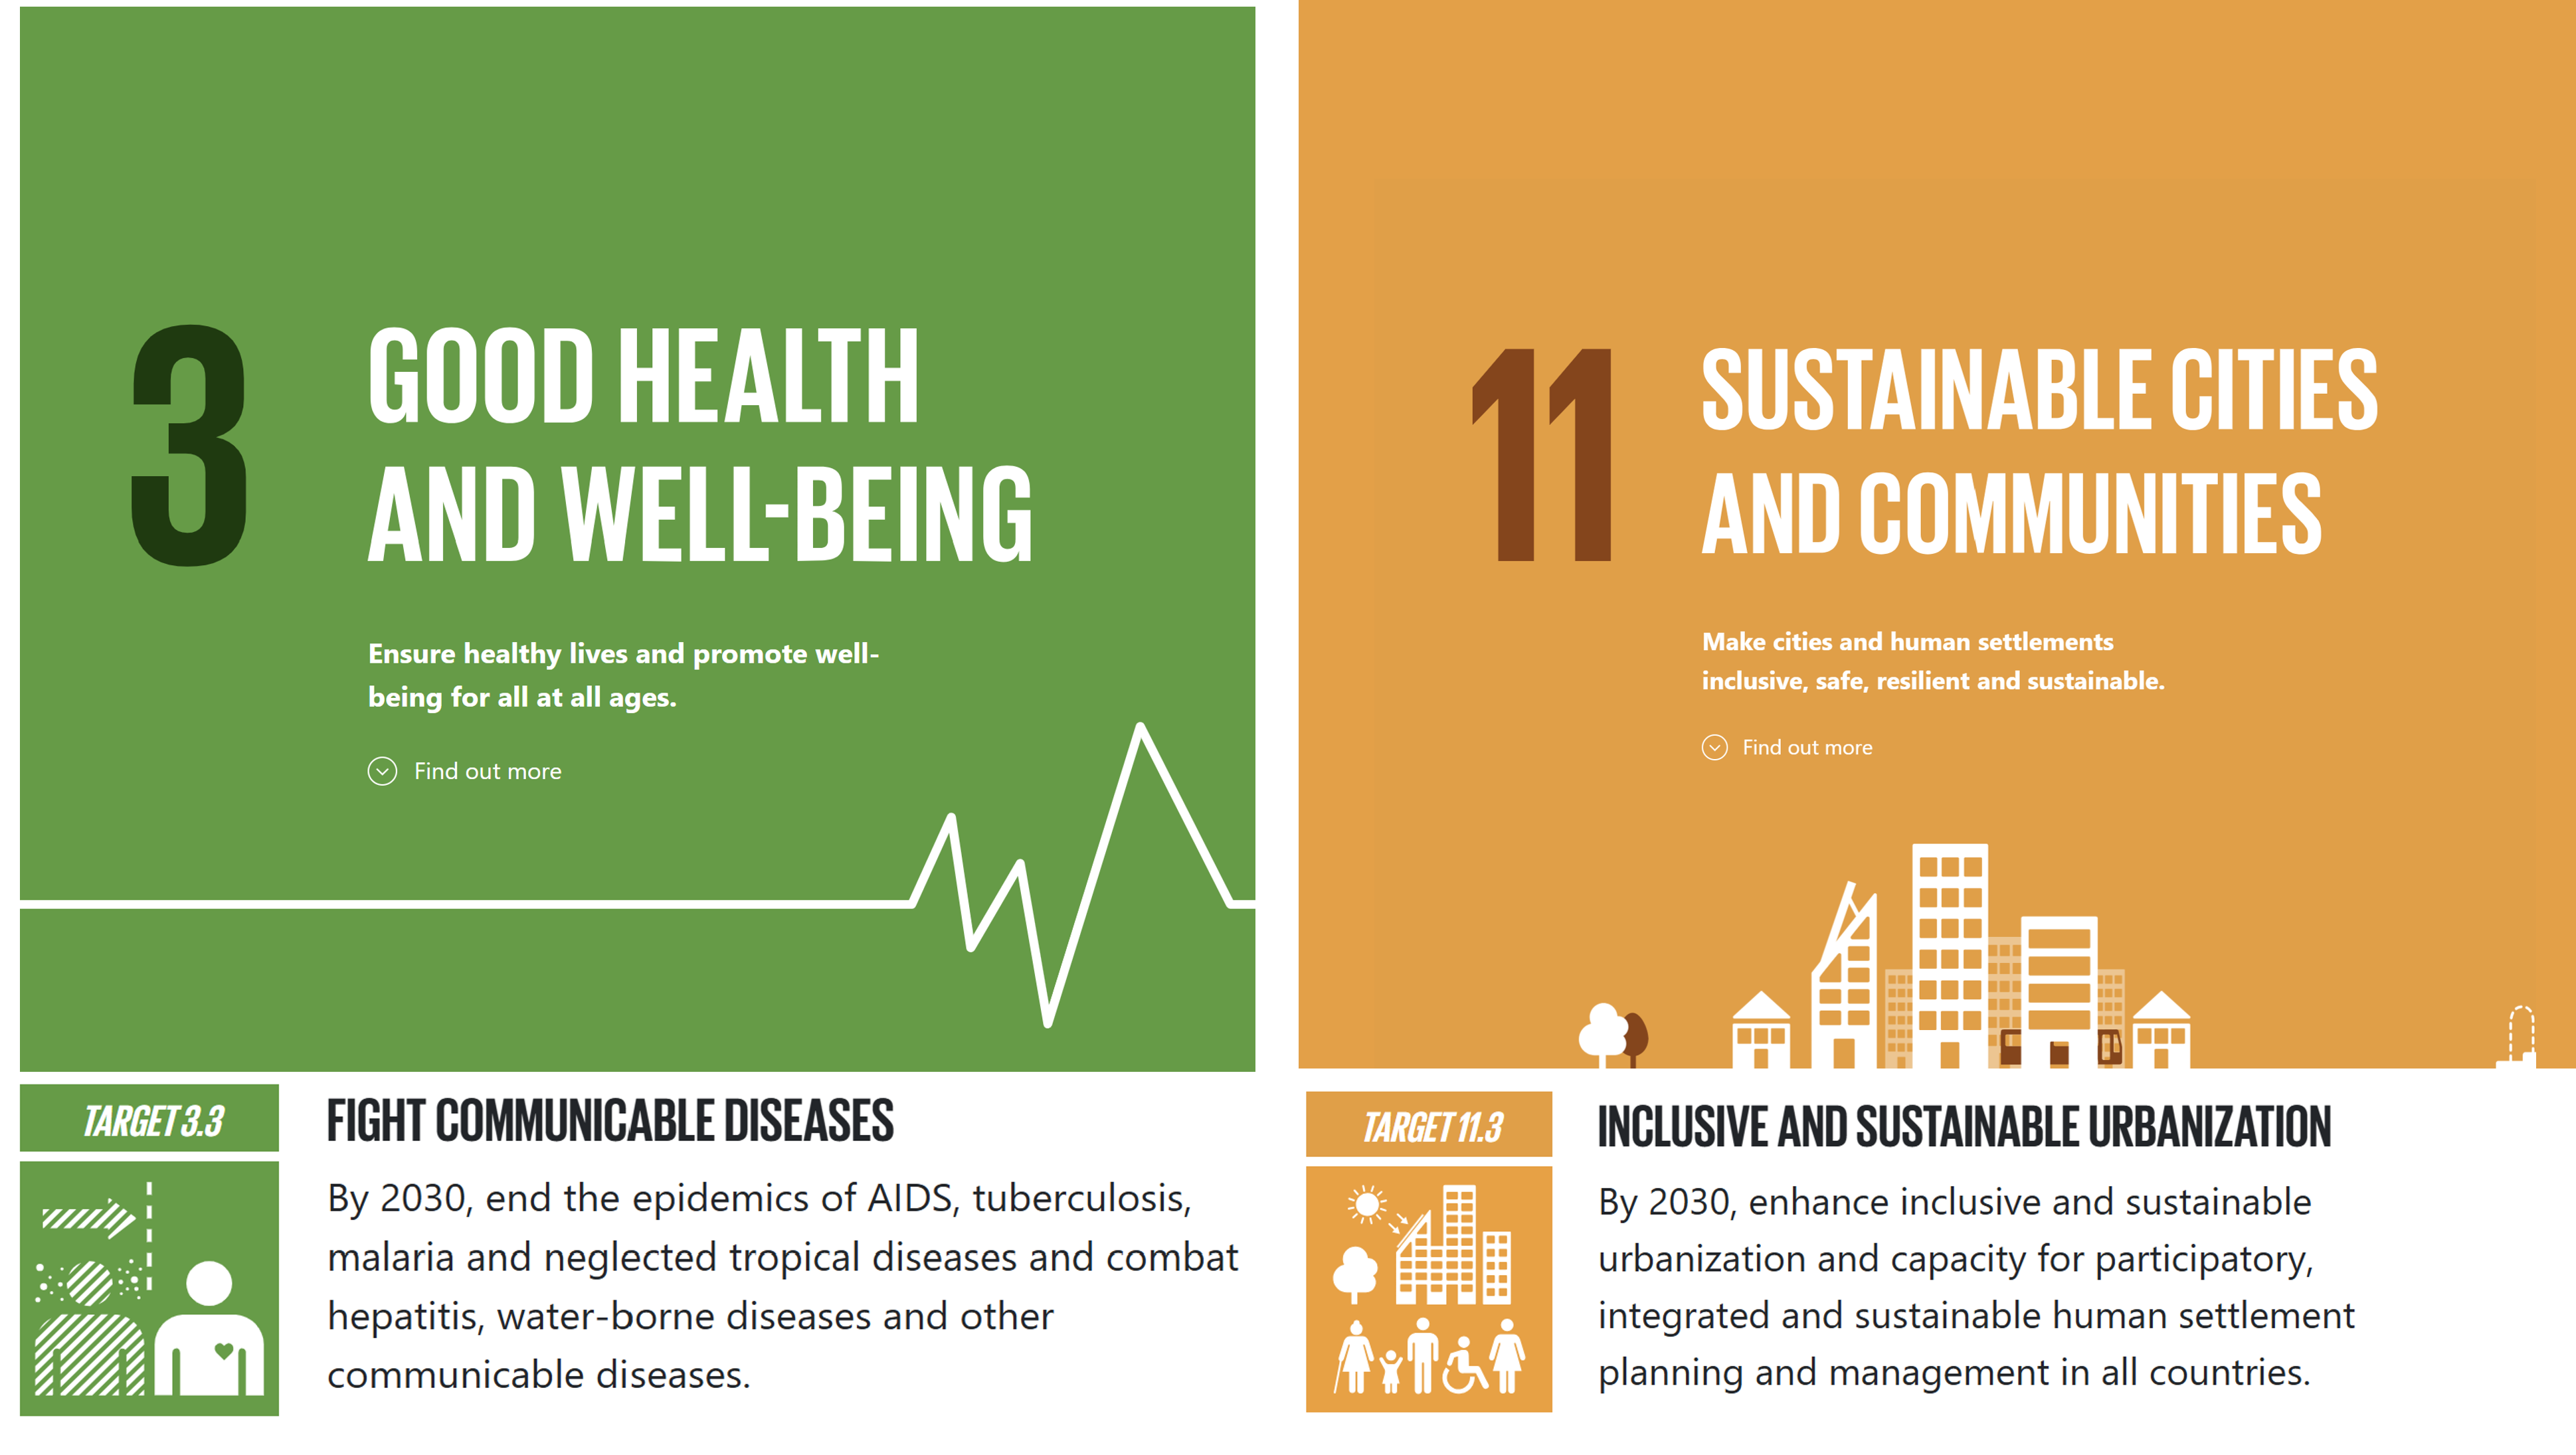 3
GOOD HEALTH
AND WELL-BEING
Ensure healthy lives and promote well-
being for all at all ages.
Find out more
TARGET 3.3
FIGHT COMMUNICABLE DISEASES
By 2030, end the epidemics of AIDS, tuberculosis,
malaria and neglected tropical diseases and combat
hepatitis, water-borne diseases and other
communicable diseases.
11
SUSTAINABLE CITIES
AND COMMUNITIES
Make cities and human settlements
inclusive, safe, resilient and sustainable.
Find out more
TARGET 11.3
INCLUSIVE AND SUSTAINABLE URBANIZATION
By 2030, enhance inclusive and sustainable
urbanization and capacity for participatory,
integrated and sustainable human settlement
planning and management in all countries.